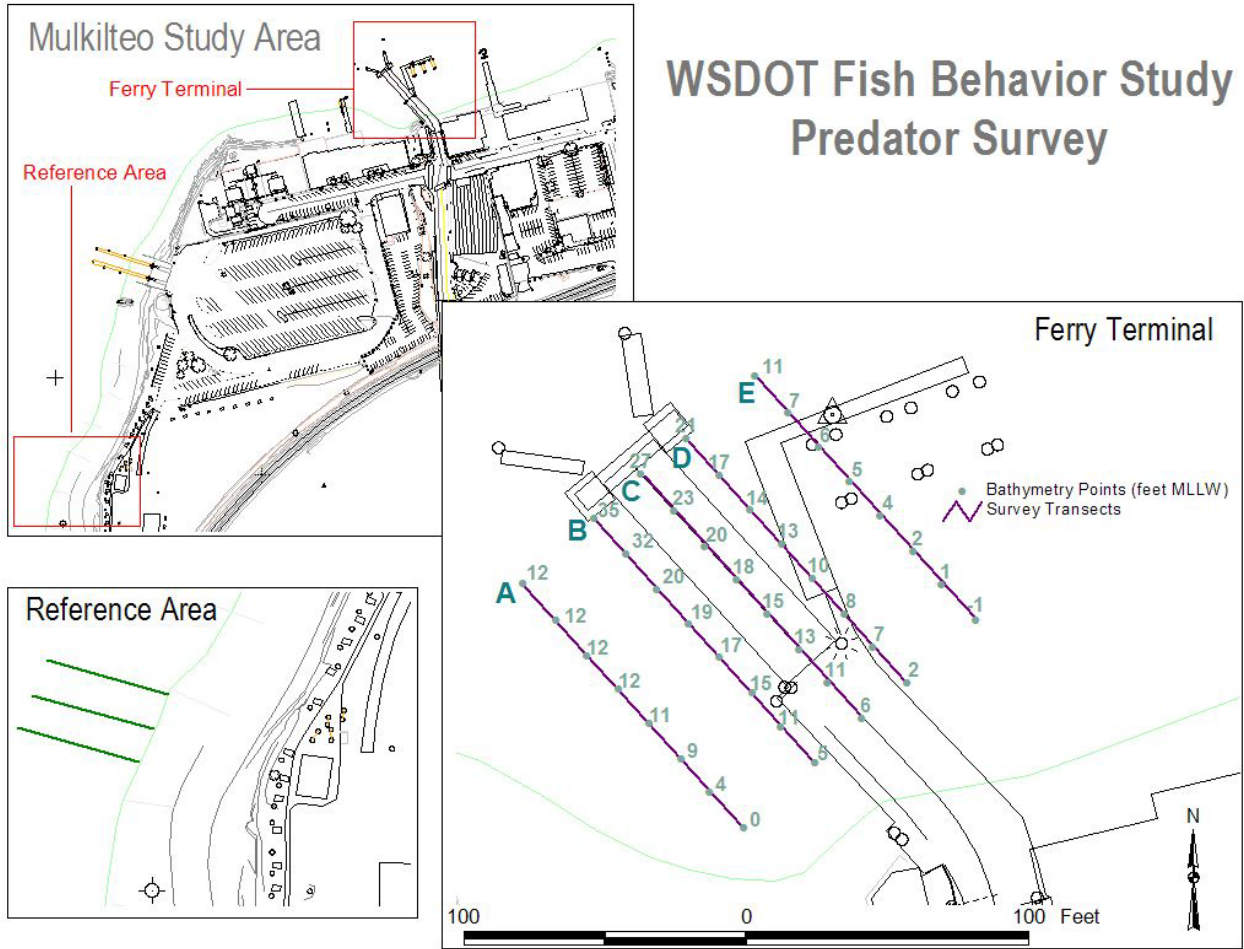 Mulkilteo Study Area
Ferry Terminal
Reference Area
WSDOT Fish Behavior Study
Predator Survey
Ferry Terminal
E
11
7
6
5
4
2
1
-1
D
21
17
14
13
10
8
7
2
C
27
23
20
18
15
13
11
6
B
35
32
20
19
17
15
11
5
A
12
12
12
12
11
9
4
0
Bathymetry Points (feet MLLW)
Survey Transects
N
100 0 100 Feet
Reference Area